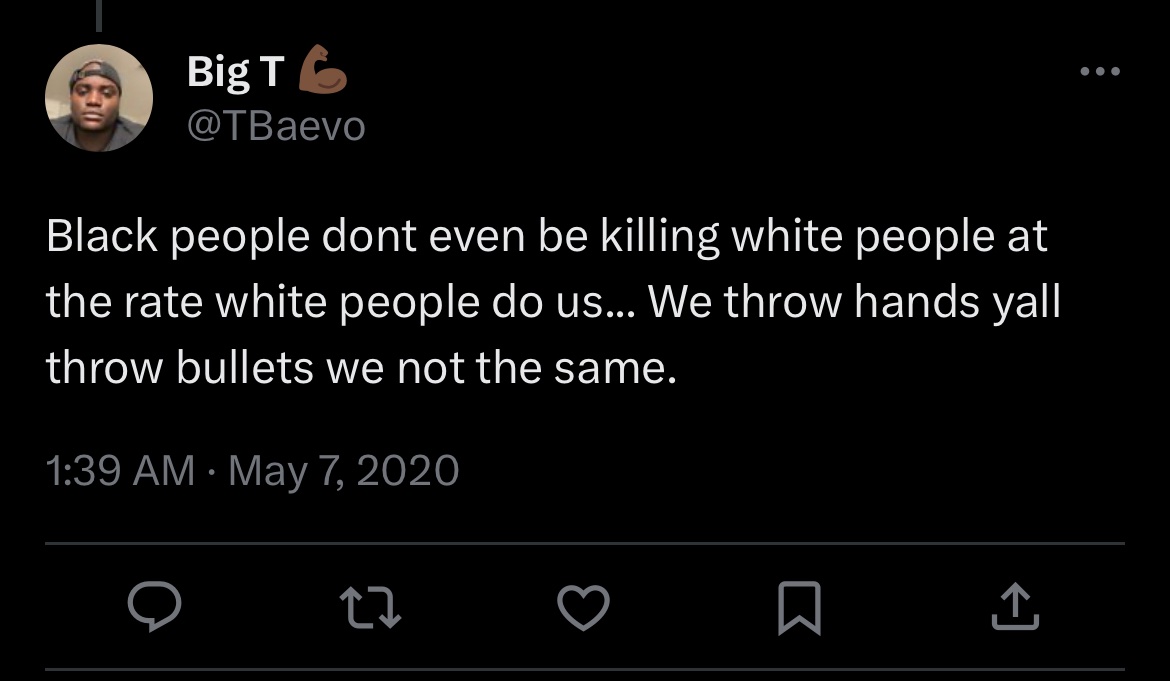 Big T 💪🏾
@TBaevo
Black people dont even be killing white people at
the rate white people do us... We throw hands yall
throw bullets we not the same.
1:39 AM · May 7, 2020